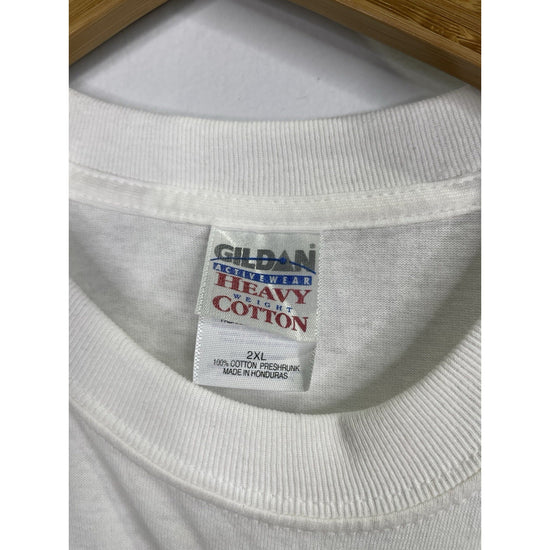 GILDAN
ACTIVEWEAR
HEAVY
WEIGHT
COTTON
2XL
100% COTTON PRESHRUNK
MADE IN HONDURAS